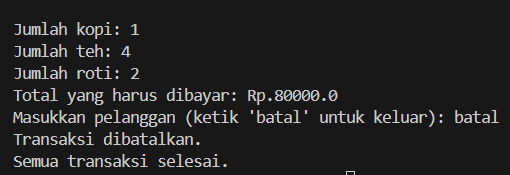 Jumlah kopi: 1
Jumlah teh: 4
Jumlah roti: 2
Total yang harus dibayar: Rp.80000.0
Masukkan pelanggan (ketik 'batal' untuk keluar): batal
Transaksi dibatalkan.
Semua transaksi selesai.